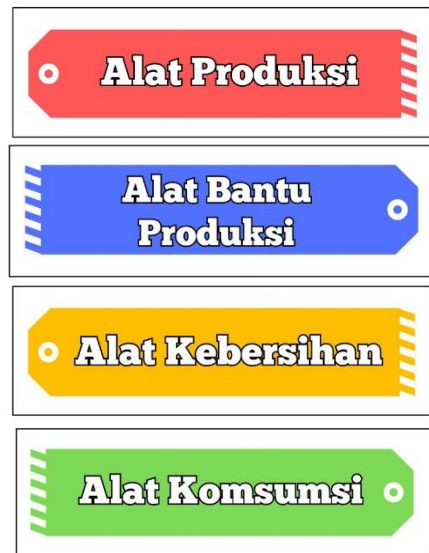 Alat Produksi
Alat Bantu
Produksi
Alat Kebersihan
Alat Komsumsi